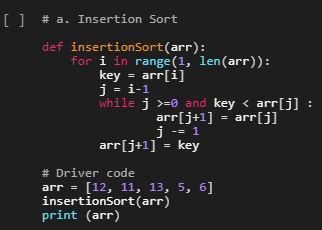 [ ] # a. Insertion Sort
def insertionSort(arr):
    for i in range(1, len(arr)):
        key = arr[i]
        j = i-1
        while j >=0 and key < arr[j] :
                arr[j+1] = arr[j]
                j -= 1
        arr[j+1] = key
# Driver code
arr = [12, 11, 13, 5, 6]
insertionSort(arr)
print (arr)